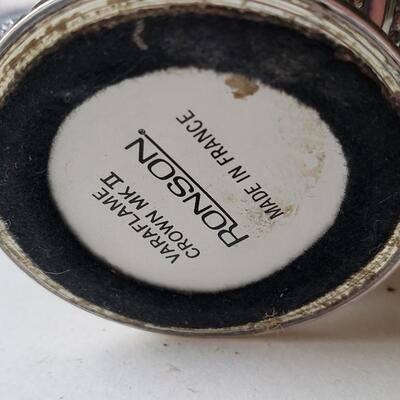 VARAFLAME
CROWN MK II
RONSON®
MADE IN FRANCE